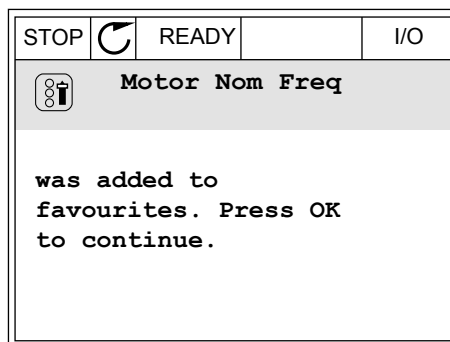 STOP READY I/O
Motor Nom Freq
was added to
favourites. Press OK
to continue.